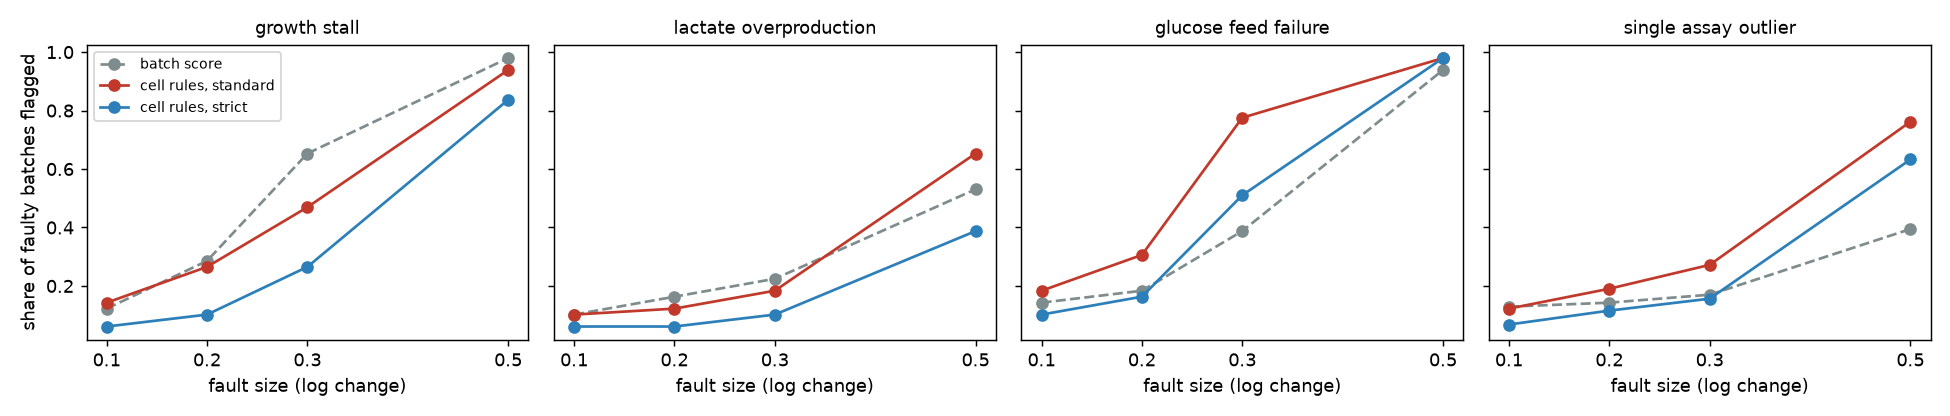 growth stall
lactate overproduction
glucose feed failure
single assay outlier
share of faulty batches flagged
1.0
0.8
0.6
0.4
0.2
batch score
cell rules, standard
cell rules, strict
0.1 0.2 0.3 0.5
0.1 0.2 0.3 0.5
0.1 0.2 0.3 0.5
0.1 0.2 0.3 0.5
fault size (log change)
fault size (log change)
fault size (log change)
fault size (log change)